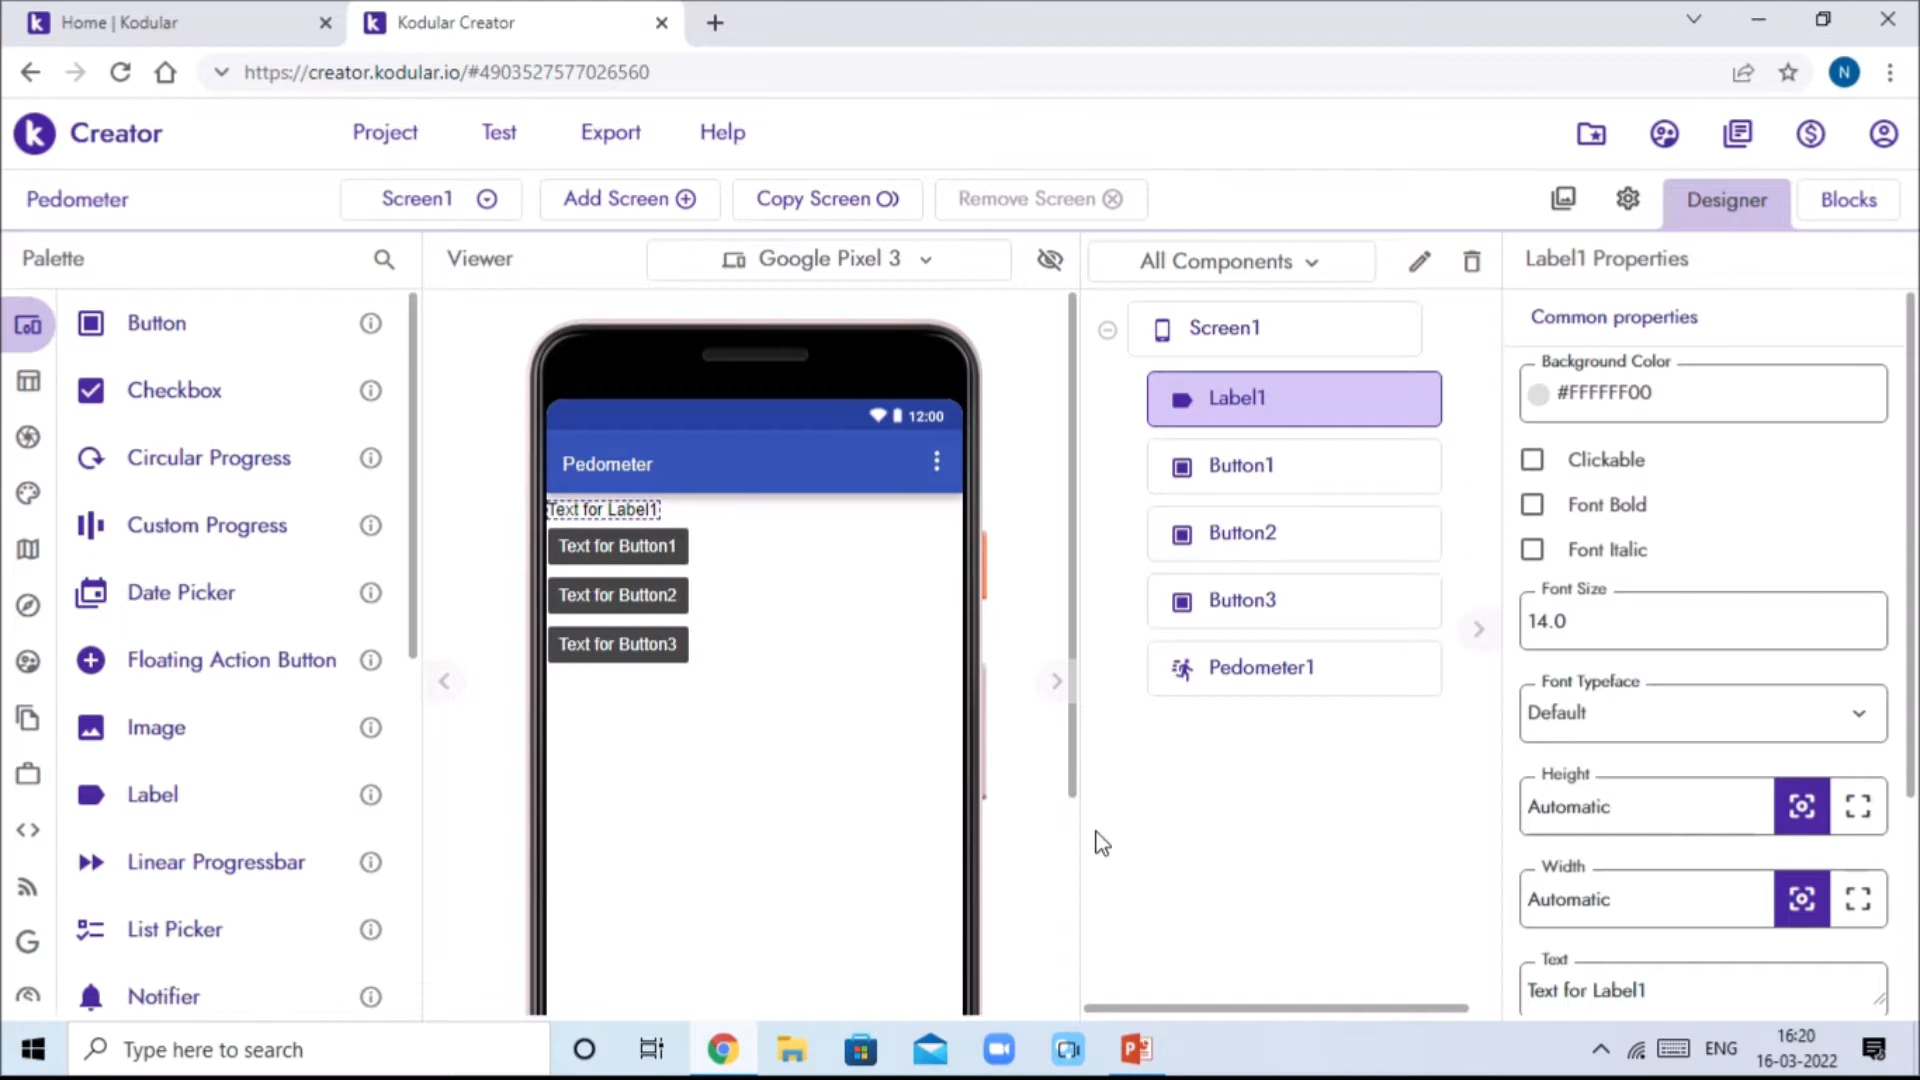 Home | Kodular
Kodular Creator
https://creator.kodular.io/#4903527577026560
N
k Creator
Project
Test
Export
Help
Pedometer
Screen1
Add Screen
Copy Screen
Remove Screen
Designer
Blocks
Palette
Viewer
Google Pixel 3
All Components
Label1 Properties
Button
Checkbox
Circular Progress
Custom Progress
Date Picker
Floating Action Button
Image
Label
Linear Progressbar
List Picker
Notifier
12:00
Pedometer
Text for Label1
Text for Button1
Text for Button2
Text for Button3
Screen1
Label1
Button1
Button2
Button3
Pedometer1
Common properties
Background Color
#FFFFFF00
Clickable
Font Bold
Font Italic
Font Size
14.0
Font Typeface
Default
Height
Automatic
Width
Automatic
Text
Text for Label1
Type here to search
ENG
16:20
16-03-2022